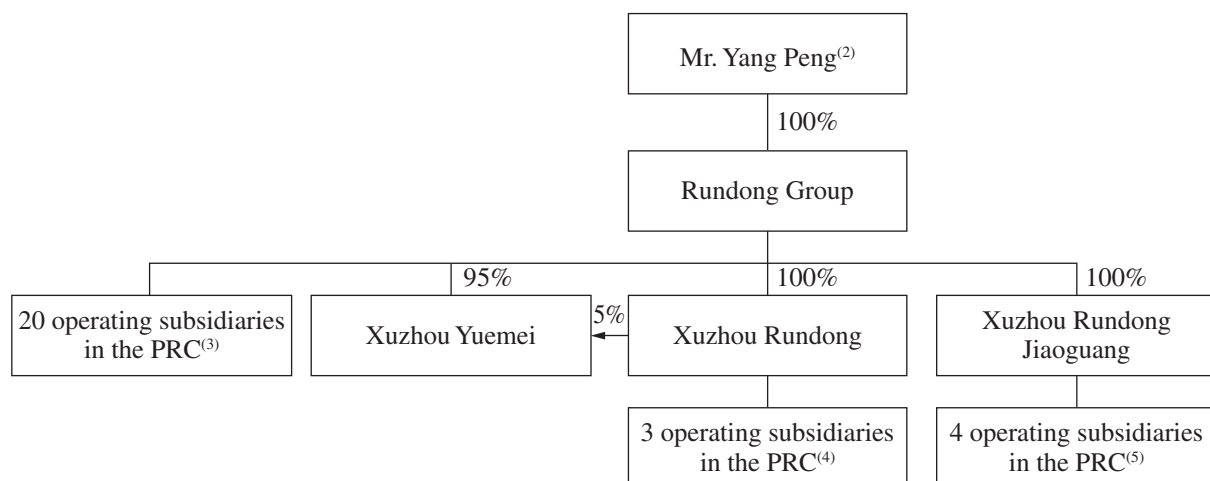 Mr. Yang Peng(2)
100%
Rundong Group
95%
100%
100%
20 operating subsidiaries
in the PRC(3)
Xuzhou Yuemei
5%
Xuzhou Rundong
Xuzhou Rundong
Jiaoguang
3 operating subsidiaries
in the PRC(4)
4 operating subsidiaries
in the PRC(5)